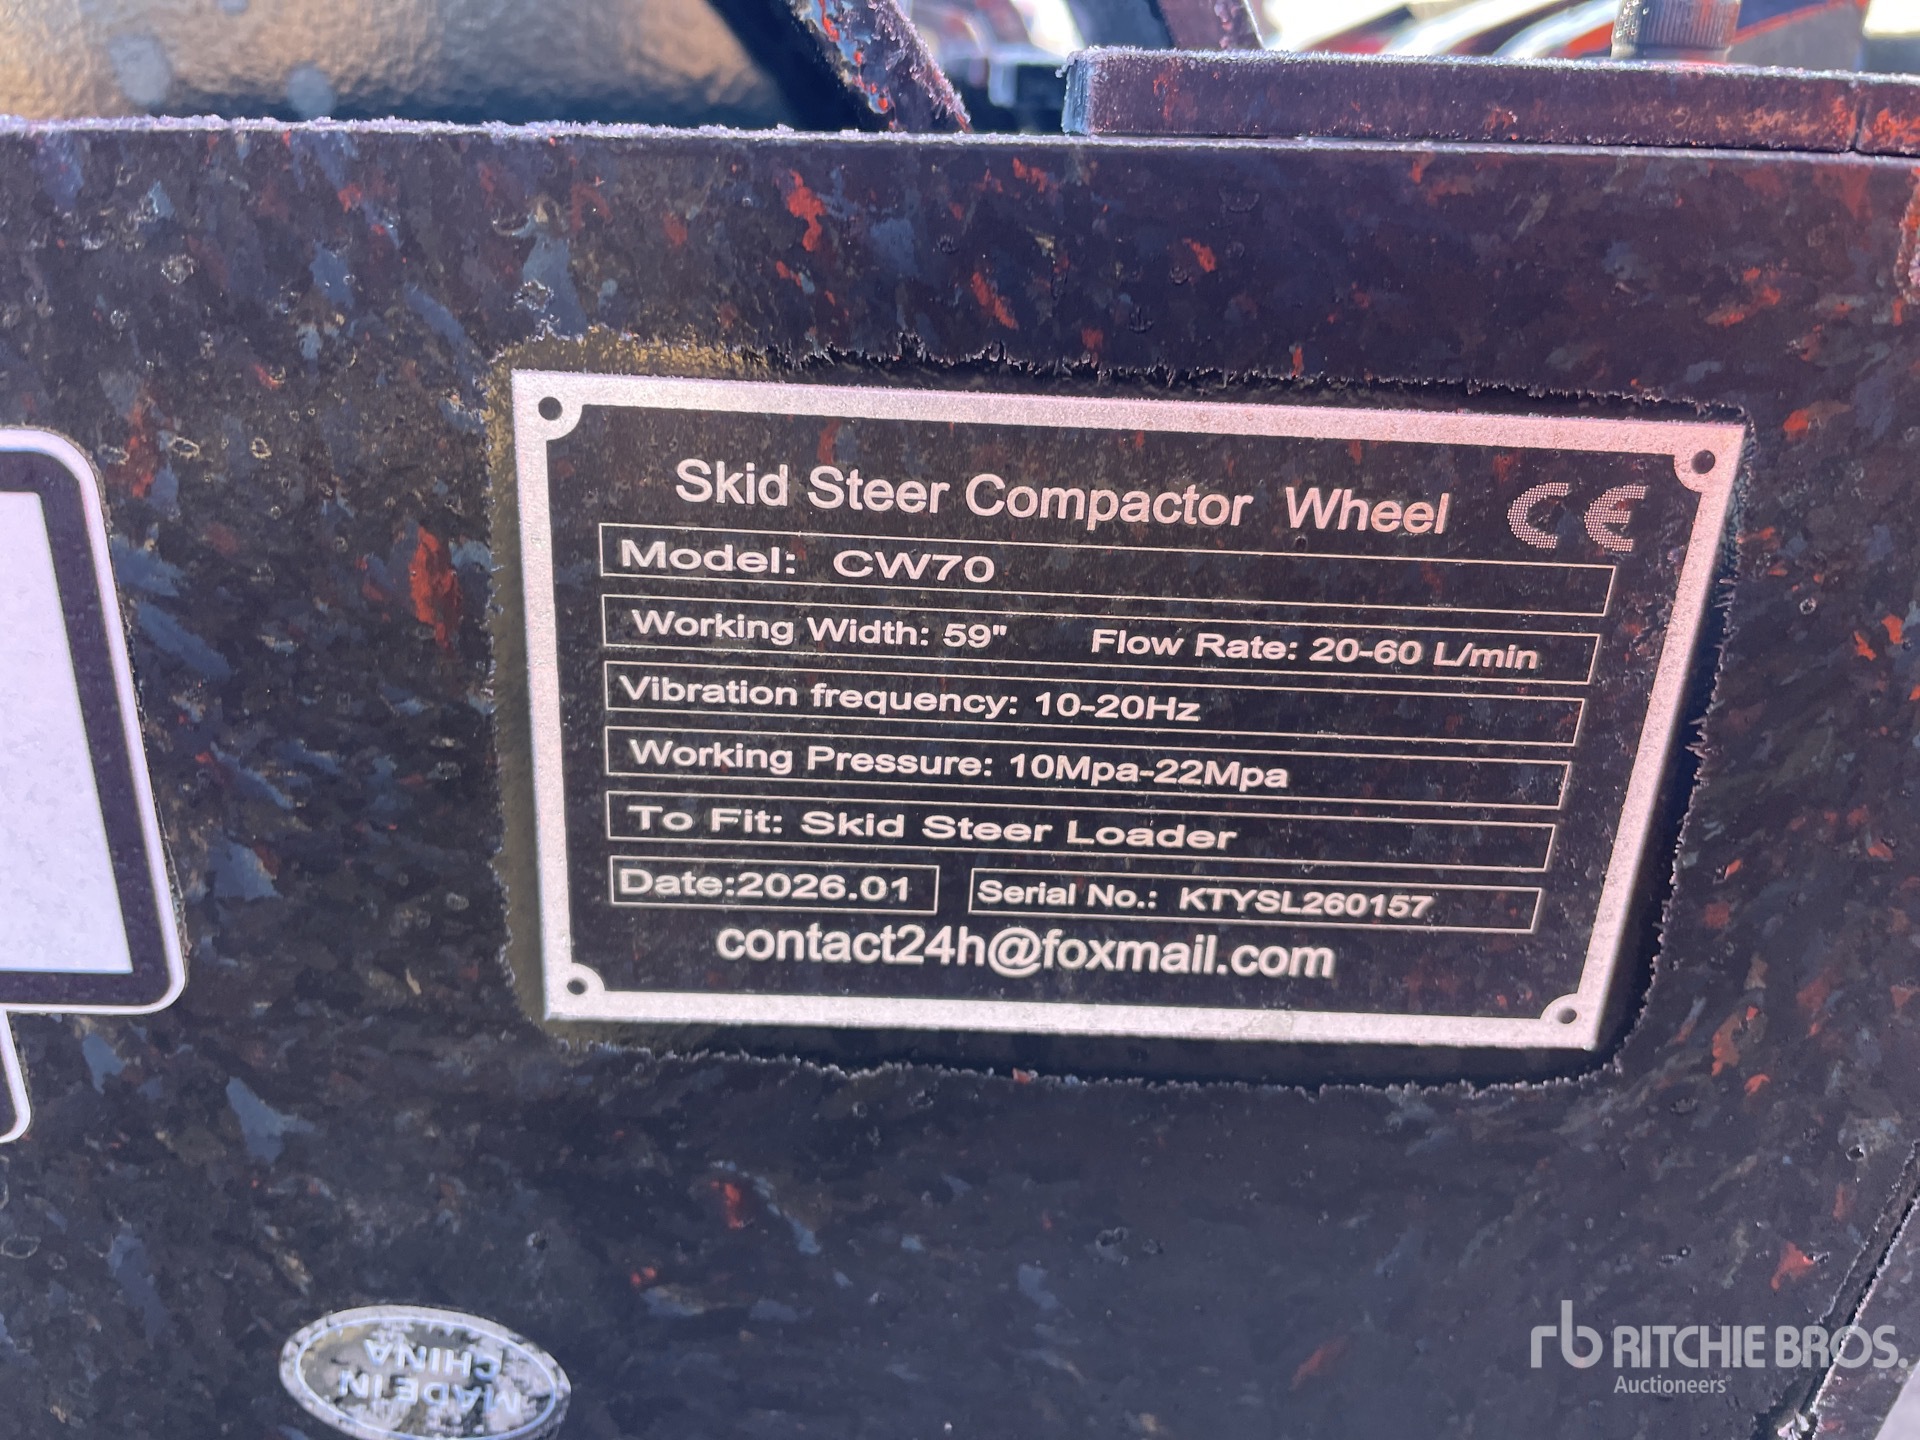 Skid Steer Compactor Wheel CE
Model: CW70
Working Width: 59" Flow Rate: 20-60 L/min
Vibration frequency: 10-20Hz
Working Pressure: 10Mpa-22Mpa
To Fit: Skid Steer Loader
Date:2026.01 Serial No.: KTYSL260157
contact24h@foxmail.com
MADE IN
CHINA
rb RITCHIE BROS.
Auctioneers